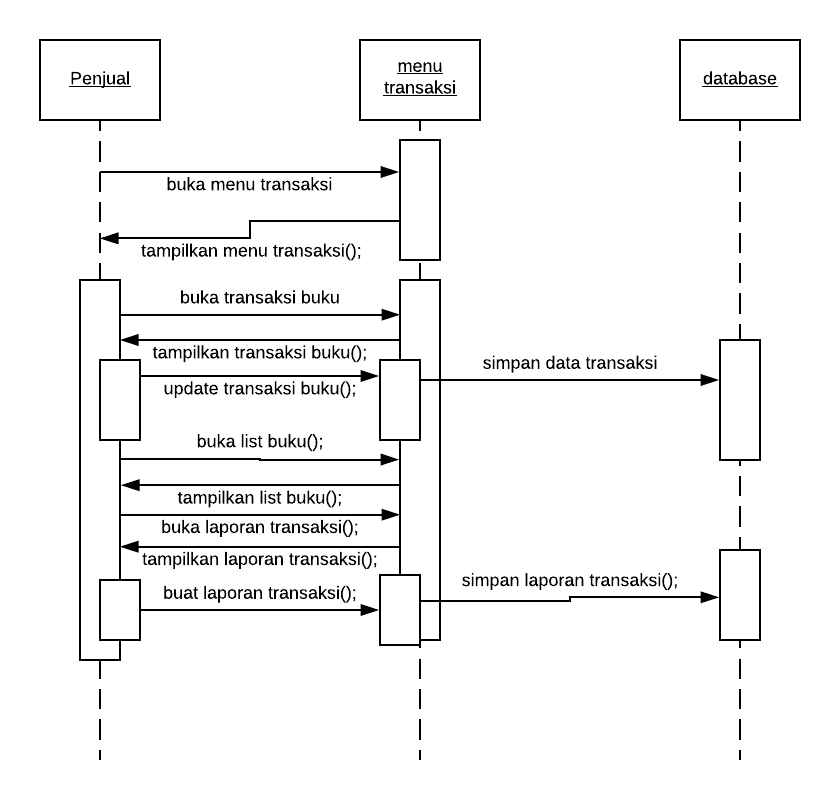 Penjual
menu
transaksi
database
buka menu transaksi
tampilkan menu transaksi();
buka transaksi buku
tampilkan transaksi buku();
simpan data transaksi
update transaksi buku();
buka list buku();
tampilkan list buku();
buka laporan transaksi();
tampilkan laporan transaksi();
simpan laporan transaksi();
buat laporan transaksi();